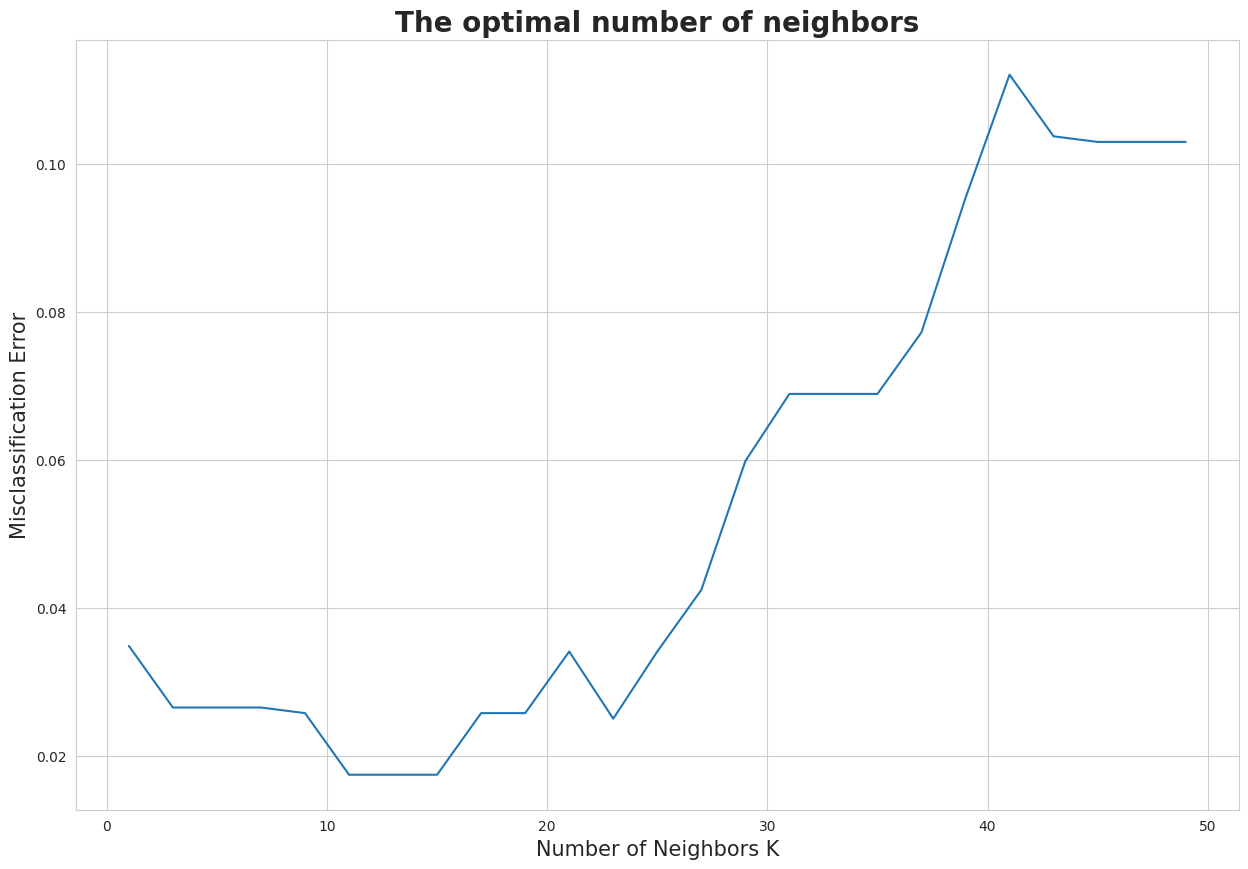 The optimal number of neighbors
Misclassification Error
0.10
0.08
0.06
0.04
0.02
0 10 20 30 40 50
Number of Neighbors K